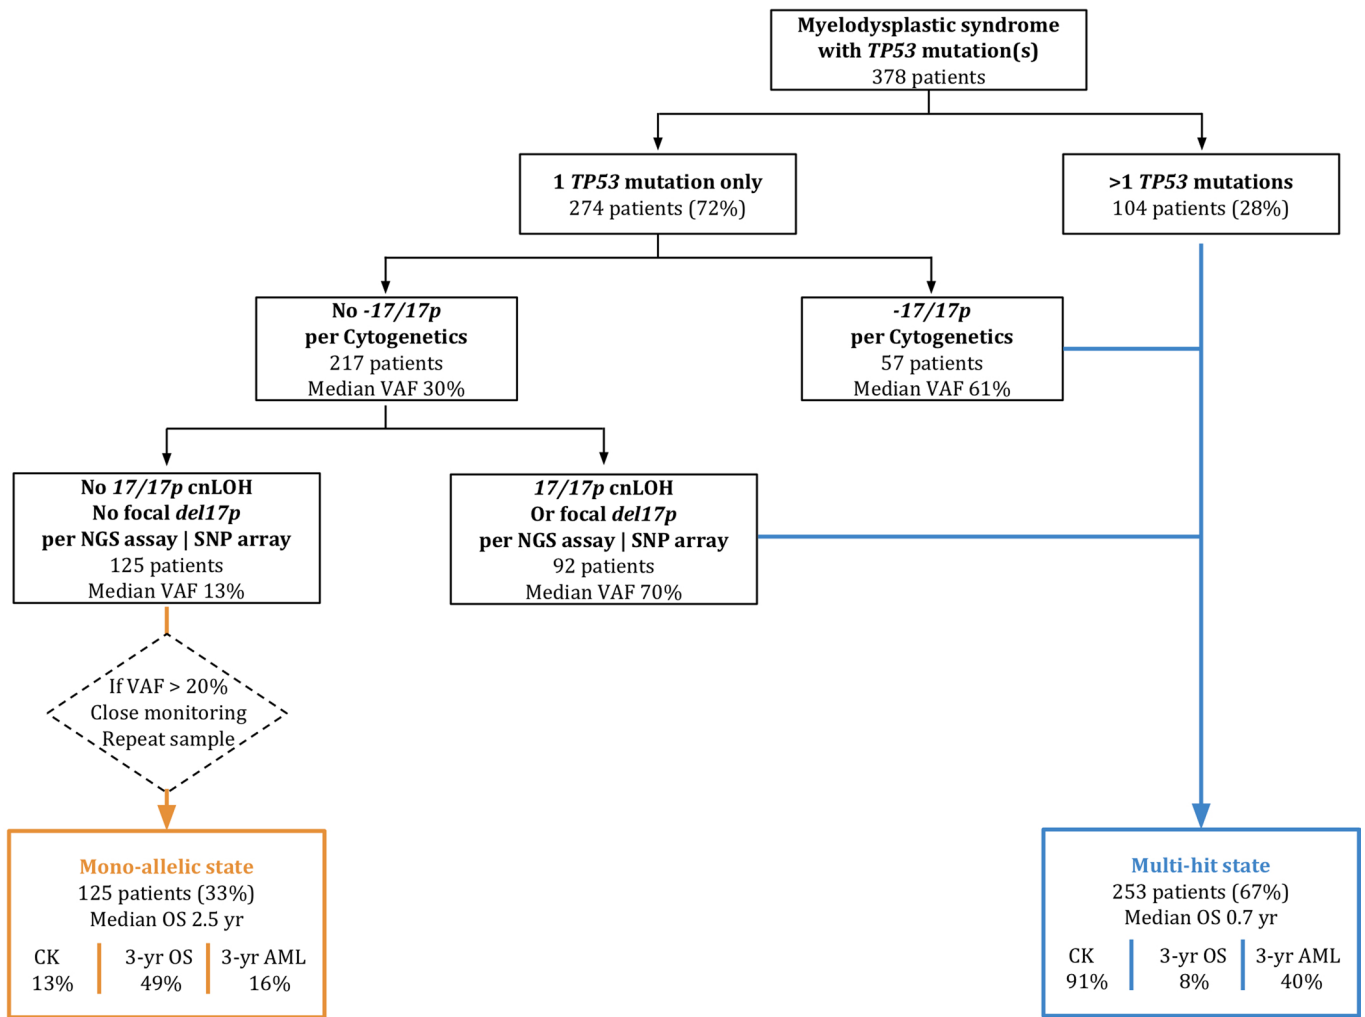 Myelodysplastic syndrome
with TP53 mutation(s)
378 patients
1 TP53 mutation only
274 patients (72%)
>1 TP53 mutations
104 patients (28%)
No -17/17p
per Cytogenetics
217 patients
Median VAF 30%
-17/17p
per Cytogenetics
57 patients
Median VAF 61%
No 17/17p cnLOH
No focal del17p
per NGS assay | SNP array
125 patients
Median VAF 13%
17/17p cnLOH
Or focal del17p
per NGS assay | SNP array
92 patients
Median VAF 70%
If VAF > 20%
Close monitoring
Repeat sample
Mono-allelic state
125 patients (33%)
Median OS 2.5 yr
CK 3-yr OS 3-yr AML
13% 49% 16%
Multi-hit state
253 patients (67%)
Median OS 0.7 yr
CK 3-yr OS 3-yr AML
91% 8% 40%